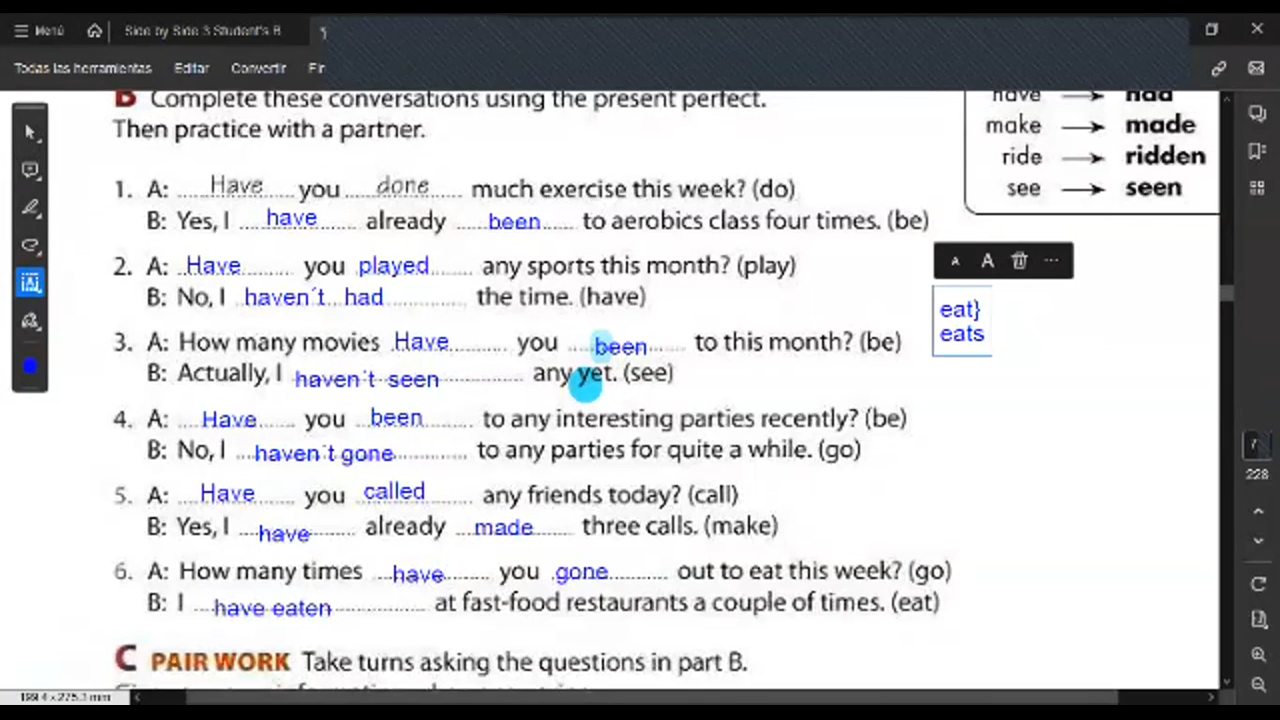 Menú Side by Side 3 Student's B
Todas las herramientas Editar Convertir
B Complete these conversations using the present perfect.
Then practice with a partner.
have → had
make → made
ride → ridden
see → seen
1. A: Have you done much exercise this week? (do)
B: Yes, I have already been to aerobics class four times. (be)
2. A: Have you played any sports this month? (play)
B: No, I haven´t had the time. (have)
A A ...
eat}
eats
3. A: How many movies Have you been to this month? (be)
B: Actually, I haven´t seen any yet. (see)
4. A: Have you been to any interesting parties recently? (be)
B: No, I haven´t gone to any parties for quite a while. (go)
5. A: Have you called any friends today? (call)
B: Yes, I have already made three calls. (make)
6. A: How many times have you gone out to eat this week? (go)
B: I have eaten at fast-food restaurants a couple of times. (eat)
C PAIR WORK Take turns asking the questions in part B.
7
228
199.4 x 275.3 mm